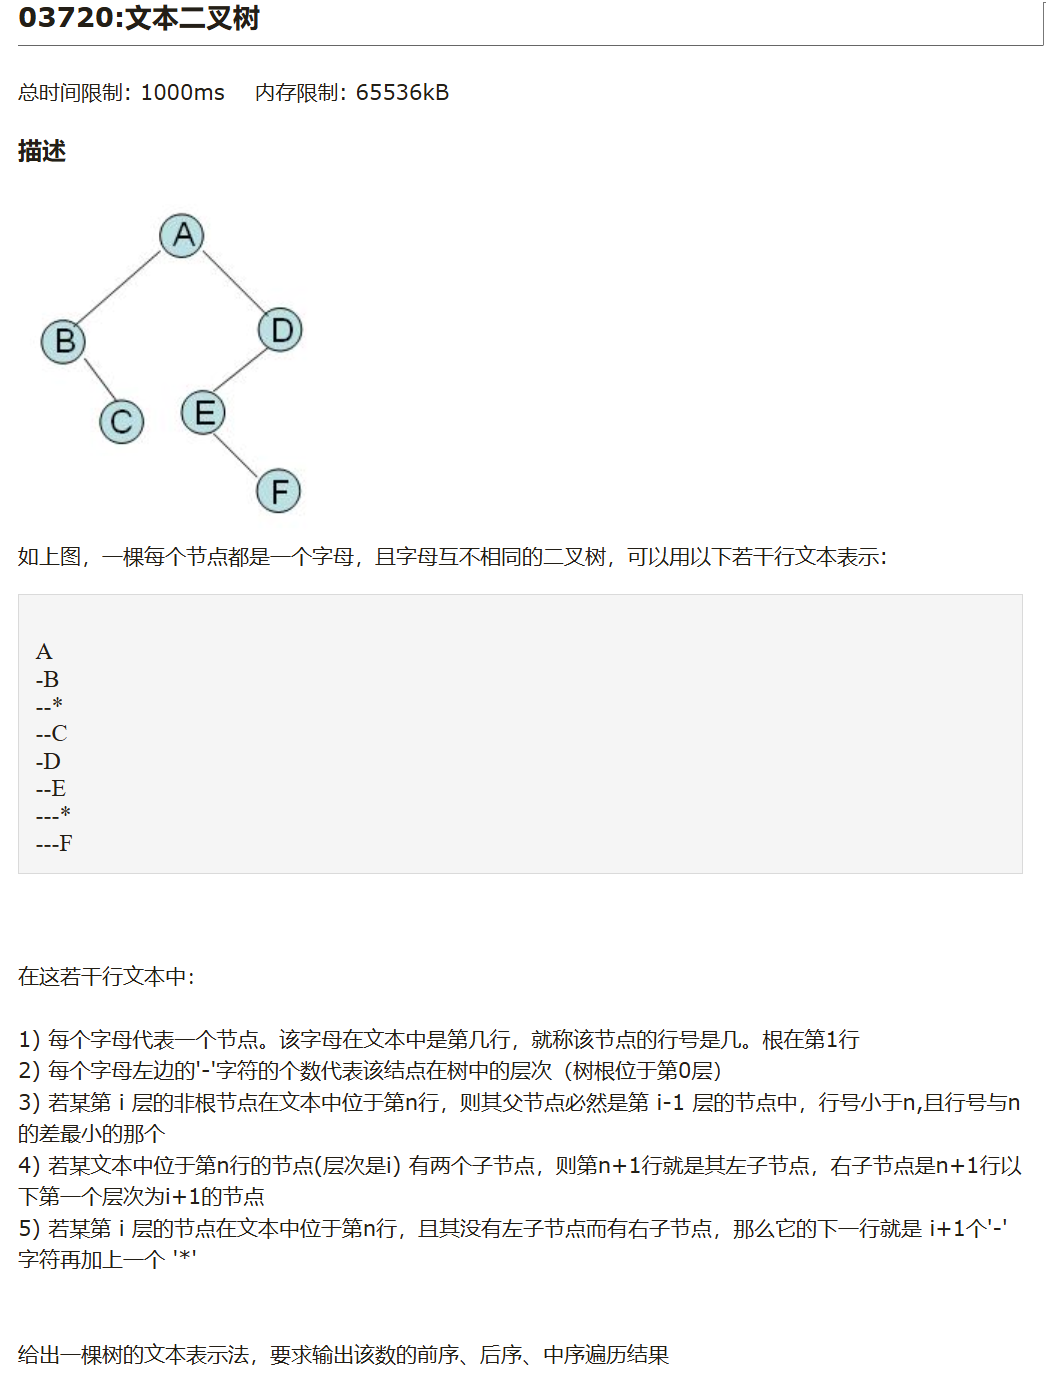 03720:文本二叉树
总时间限制: 1000ms 内存限制: 65536kB
描述
A
B
D
C
E
F
如上图，一棵每个节点都是一个字母，且字母互不相同的二叉树，可以用以下若干行文本表示:
A
-B
--*
--C
-D
--E
---*
---F
在这若干行文本中:
1) 每个字母代表一个节点。该字母在文本中是第几行，就称该节点的行号是几。根在第1行
2) 每个字母左边的'-'字符的个数代表该结点在树中的层次（树根位于第0层）
3) 若某第 i 层的非根节点在文本中位于第n行，则其父节点必然是第 i-1 层的节点中，行号小于n,且行号与n
的差最小的那个
4) 若某文本中位于第n行的节点(层次是i) 有两个子节点，则第n+1行就是其左子节点，右子节点是n+1行以
下第一个层次为i+1的节点
5) 若某第 i 层的节点在文本中位于第n行，且其没有左子节点而有右子节点，那么它的下一行就是 i+1个'-'
字符再加上一个 '*'
给出一棵树的文本表示法，要求输出该数的前序、后序、中序遍历结果